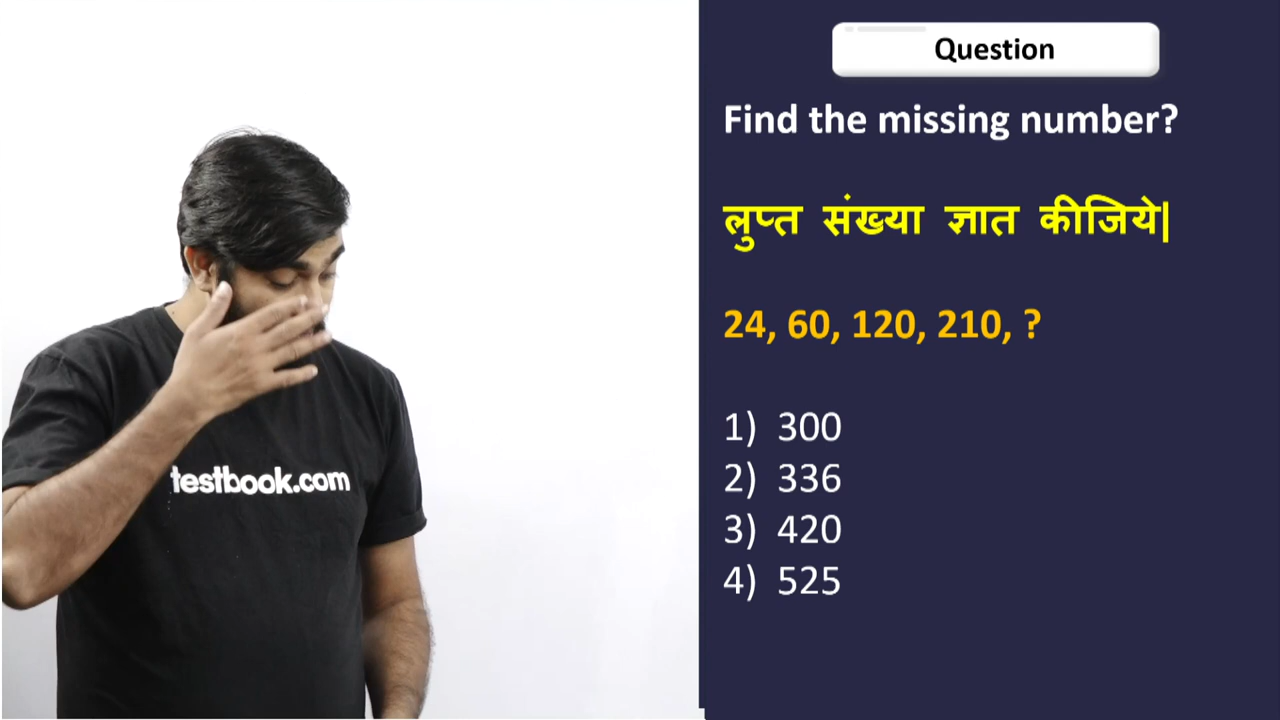 Question
Find the missing number?
लुप्त संख्या ज्ञात कीजिये|
24, 60, 120, 210, ?
1) 300
2) 336
3) 420
4) 525
testbook.com